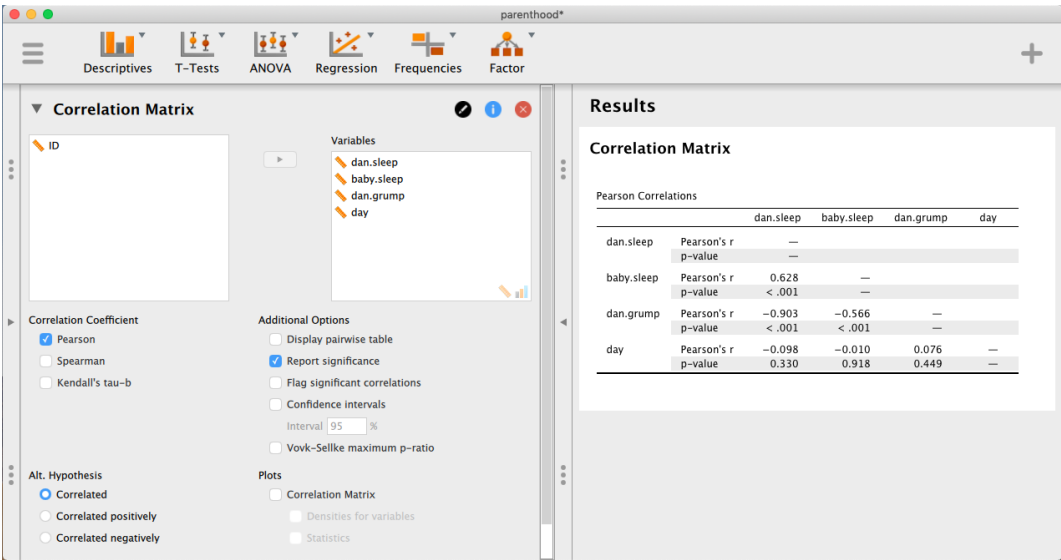 parenthood*
Descriptives T-Tests ANOVA Regression Frequencies Factor
Correlation Matrix
ID
Variables
dan.sleep
baby.sleep
dan.grump
day
Correlation Coefficient
Pearson
Spearman
Kendall's tau-b
Additional Options
Display pairwise table
Report significance
Flag significant correlations
Confidence intervals
Interval 95 %
Vovk-Sellke maximum p-ratio
Alt. Hypothesis
Correlated
Correlated positively
Correlated negatively
Plots
Correlation Matrix
Densities for variables
Statistics
Results
Correlation Matrix
Pearson Correlations
dan.sleep baby.sleep dan.grump day
dan.sleep Pearson's r —
p-value —
baby.sleep Pearson's r 0.628 —
p-value < .001 —
dan.grump Pearson's r −0.903 −0.566 —
p-value < .001 < .001 —
day Pearson's r −0.098 −0.010 0.076 —
p-value 0.330 0.918 0.449 —